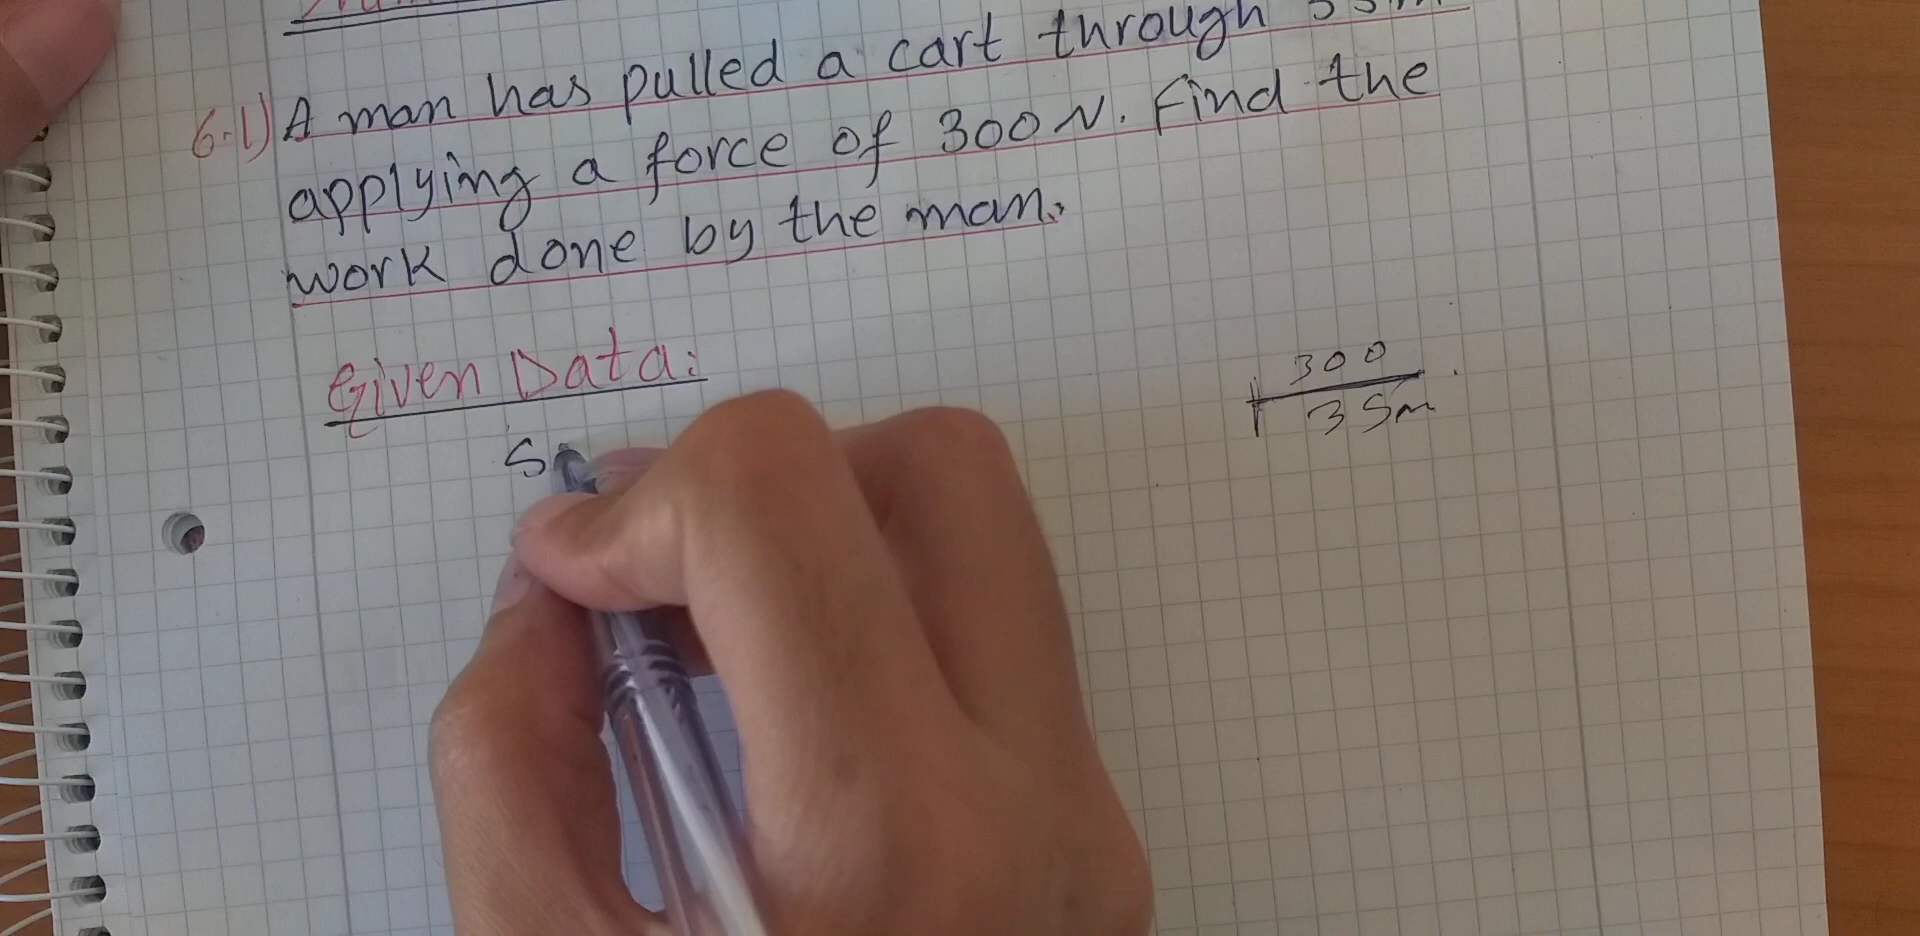 6.1) A man has pulled a cart through 35m
applying a force of 300 N. Find the
work done by the man.
Given Data:
S
300
35m